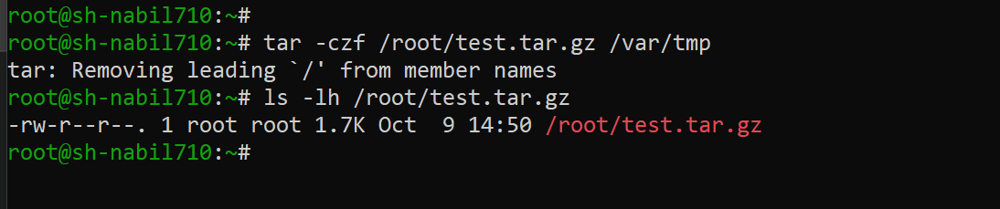 root@sh-nabil710:~#
root@sh-nabil710:~# tar -czf /root/test.tar.gz /var/tmp
tar: Removing leading `/' from member names
root@sh-nabil710:~# ls -lh /root/test.tar.gz
-rw-r--r--. 1 root root 1.7K Oct  9 14:50 /root/test.tar.gz
root@sh-nabil710:~#